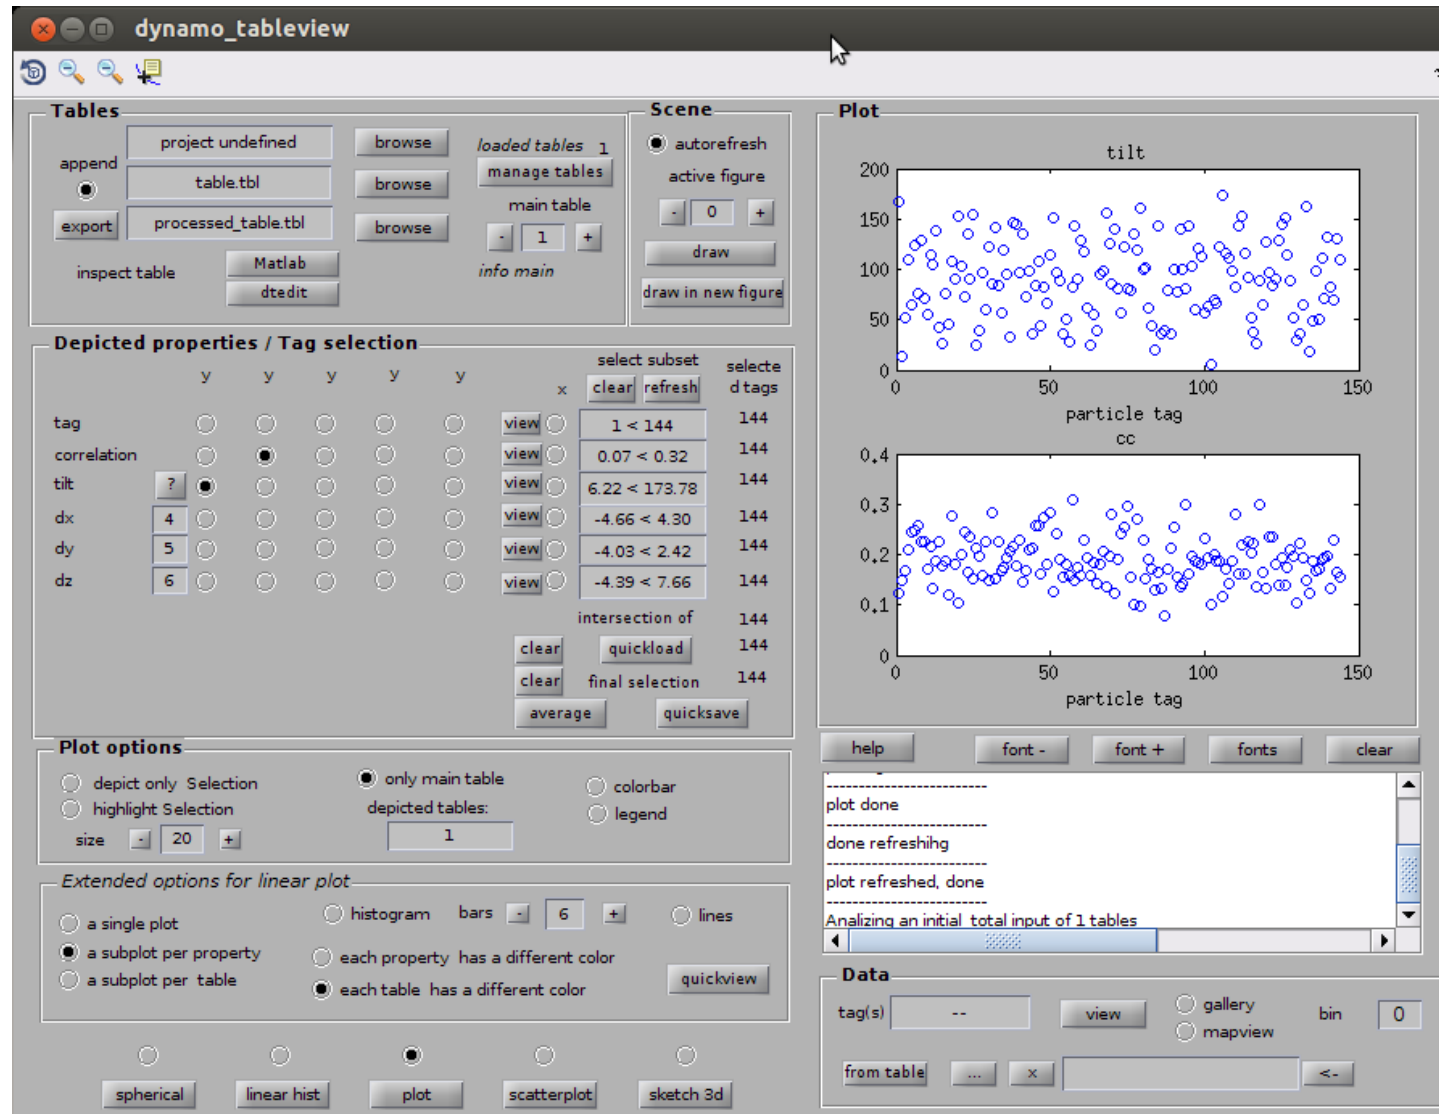 dynamo_tableview
Tables
project undefined
browse
loaded tables 1
append
table.tbl
browse
manage tables
export
processed_table.tbl
browse
main table
- 1 +
inspect table
Matlab
info main
dtedit
Scene
autorefresh
active figure
- 0 +
draw
draw in new figure
Depicted properties / Tag selection
y y y y y
x
select subset
clear refresh
selecte
d tags
tag view 1 < 144 144
correlation view 0.07 < 0.32 144
tilt ? view 6.22 < 173.78 144
dx 4 view -4.66 < 4.30 144
dy 5 view -4.03 < 2.42 144
dz 6 view -4.39 < 7.66 144
intersection of 144
clear quickload 144
clear final selection 144
average quicksave
Plot options
depict only Selection
highlight Selection
size - 20 +
only main table
depicted tables:
1
colorbar
legend
Extended options for linear plot
a single plot
a subplot per property
a subplot per table
histogram bars - 6 +
lines
each property has a different color
each table has a different color
quickview
spherical linear hist plot scatterplot sketch 3d
Plot
tilt
200
150
100
50
0
0 50 100 150
particle tag
cc
0.4
0.3
0.2
0.1
0
0 50 100 150
particle tag
help font - font + fonts clear
-------------------------
plot done
-------------------------
done refreshihg
-------------------------
plot refreshed, done
-------------------------
Analizing an initial total input of 1 tables
Data
tag(s) -- view
gallery
mapview
bin 0
from table ... x <-